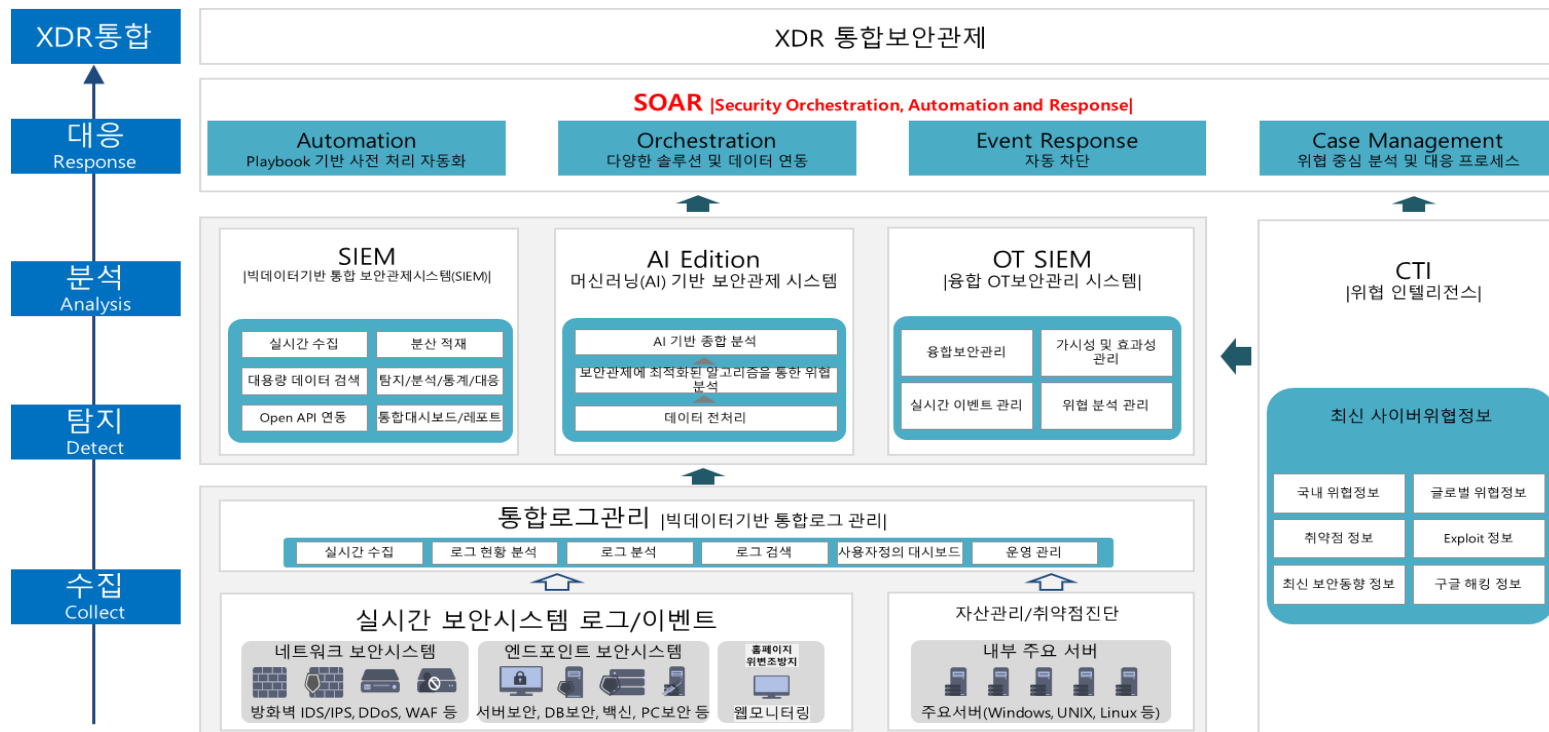 XDR통합
XDR 통합보안관제
대응
Response
SOAR |Security Orchestration, Automation and Response|
Automation
Playbook 기반 사전 처리 자동화
Orchestration
다양한 솔루션 및 데이터 연동
Event Response
자동 차단
Case Management
위협 중심 분석 및 대응 프로세스
분석
Analysis
탐지
Detect
SIEM
|빅데이터기반 통합 보안관제시스템(SIEM)|
실시간 수집
분산 적재
대용량 데이터 검색
탐지/분석/통계/대응
Open API 연동
통합대시보드/레포트
AI Edition
머신러닝(AI) 기반 보안관제 시스템
AI 기반 종합 분석
보안관제에 최적화된 알고리즘을 통한 위협
분석
데이터 전처리
OT SIEM
|융합 OT보안관리 시스템|
융합보안관리
가시성 및 효과성
관리
실시간 이벤트 관리
위협 분석 관리
CTI
|위협 인텔리전스|
최신 사이버위협정보
국내 위협정보
글로벌 위협정보
취약점 정보
Exploit 정보
최신 보안동향 정보
구글 해킹 정보
수집
Collect
통합로그관리 |빅데이터기반 통합로그 관리|
실시간 수집
로그 현황 분석
로그 분석
로그 검색
사용자정의 대시보드
운영 관리
실시간 보안시스템 로그/이벤트
네트워크 보안시스템
방화벽 IDS/IPS, DDoS, WAF 등
엔드포인트 보안시스템
서버보안, DB보안, 백신, PC보안 등
홈페이지
위변조방지
웹모니터링
자산관리/취약점진단
내부 주요 서버
주요서버(Windows, UNIX, Linux 등)